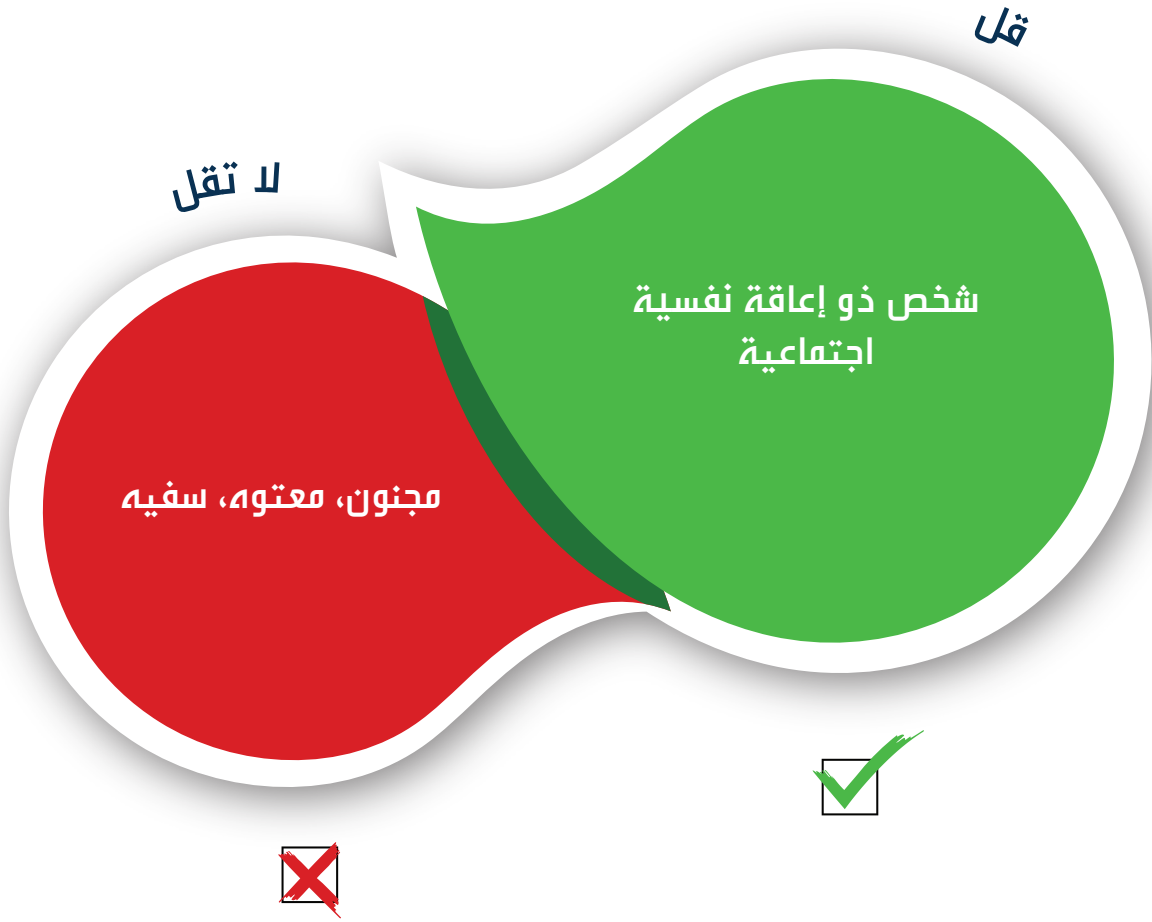 قل
شخص ذو إعاقة نفسية
اجتماعية
لا تقل
مجنون، معتوه، سفيه